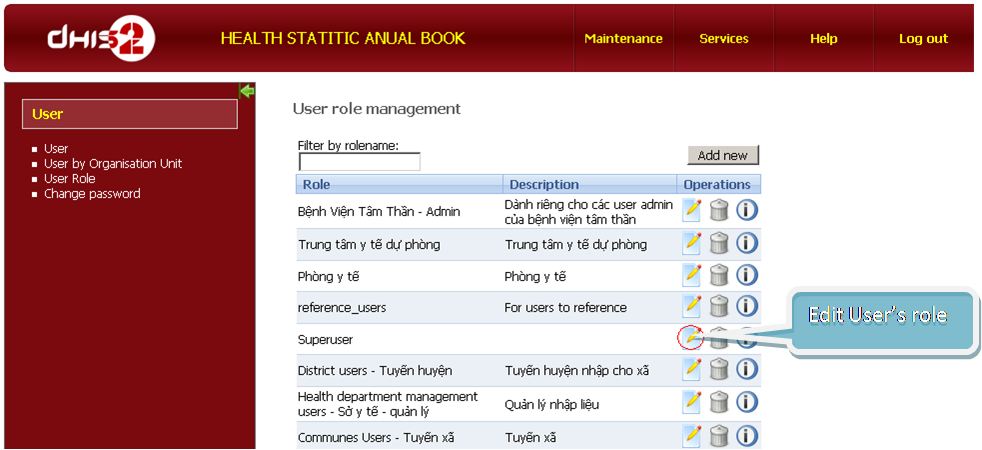 dhis2
HEALTH STATITIC ANUAL BOOK
Maintenance
Services
Help
Log out
User
User
User by Organisation Unit
User Role
Change password
User role management
Filter by rolename:
Add new
Role Description Operations
Bệnh Viện Tâm Thần - Admin
Dành riêng cho các user admin
của bệnh viện tâm thần
Trung tâm y tế dự phòng
Trung tâm y tế dự phòng
Phòng y tế
Phòng y tế
reference_users
For users to reference
Superuser
Edit User's role
District users - Tuyến huyện
Tuyến huyện nhập cho xã
Health department management
users - Sở y tế - quản lý
Quản lý nhập liệu
Communes Users - Tuyến xã
Tuyến xã